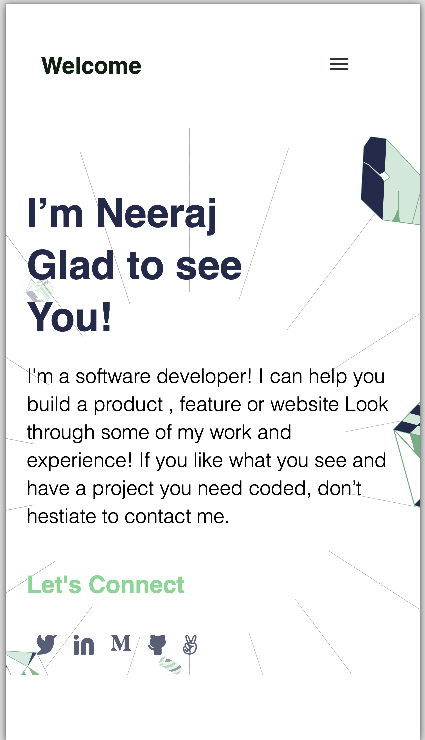 Welcome
I’m Neeraj
Glad to see
You!
I'm a software developer! I can help you
build a product , feature or website Look
through some of my work and
experience! If you like what you see and
have a project you need coded, don’t
hestiate to contact me.
Let's Connect